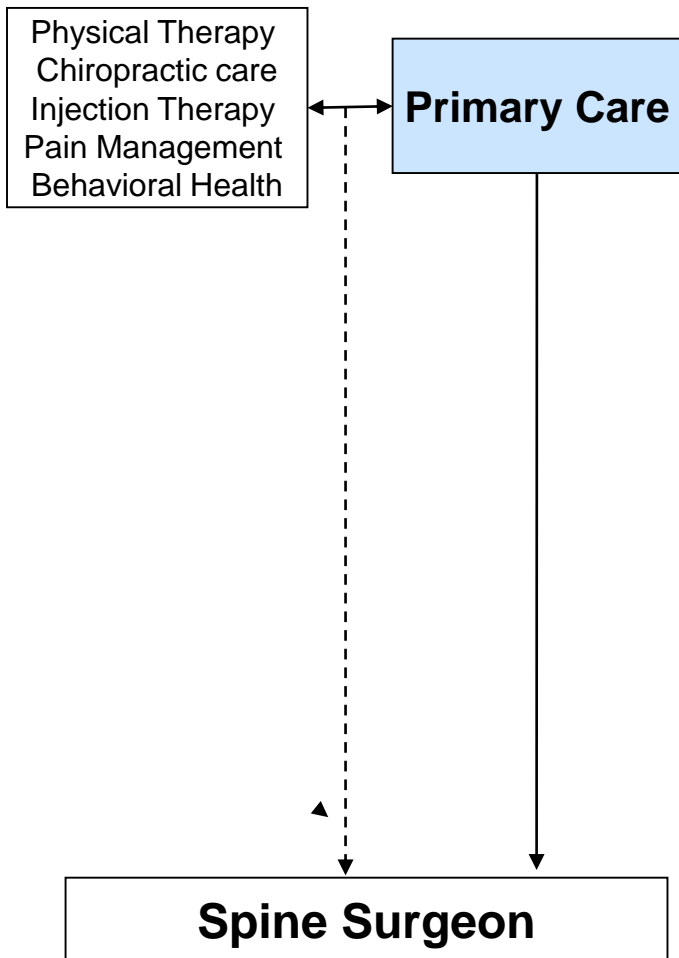 Physical Therapy
Chiropractic care
Injection Therapy
Pain Management
Behavioral Health
Primary Care
Spine Surgeon